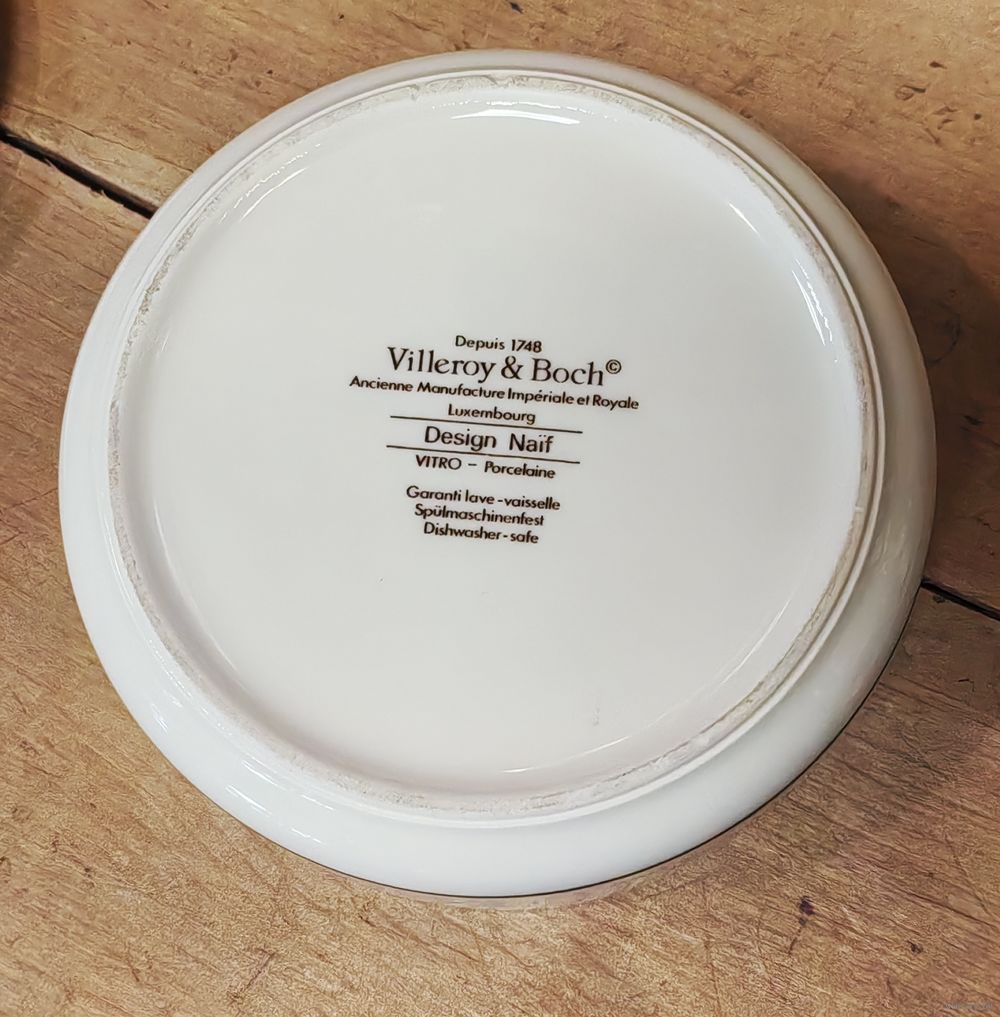 Depuis 1748
Villeroy & Boch©
Ancienne Manufacture Impériale et Royale
Luxembourg
Design Naïf
VITRO – Porcelaine
Garanti lave-vaisselle
Spülmaschinenfest
Dishwasher-safe